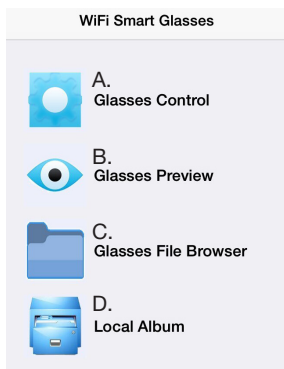 WiFi Smart Glasses
A.
Glasses Control
B.
Glasses Preview
C.
Glasses File Browser
D.
Local Album